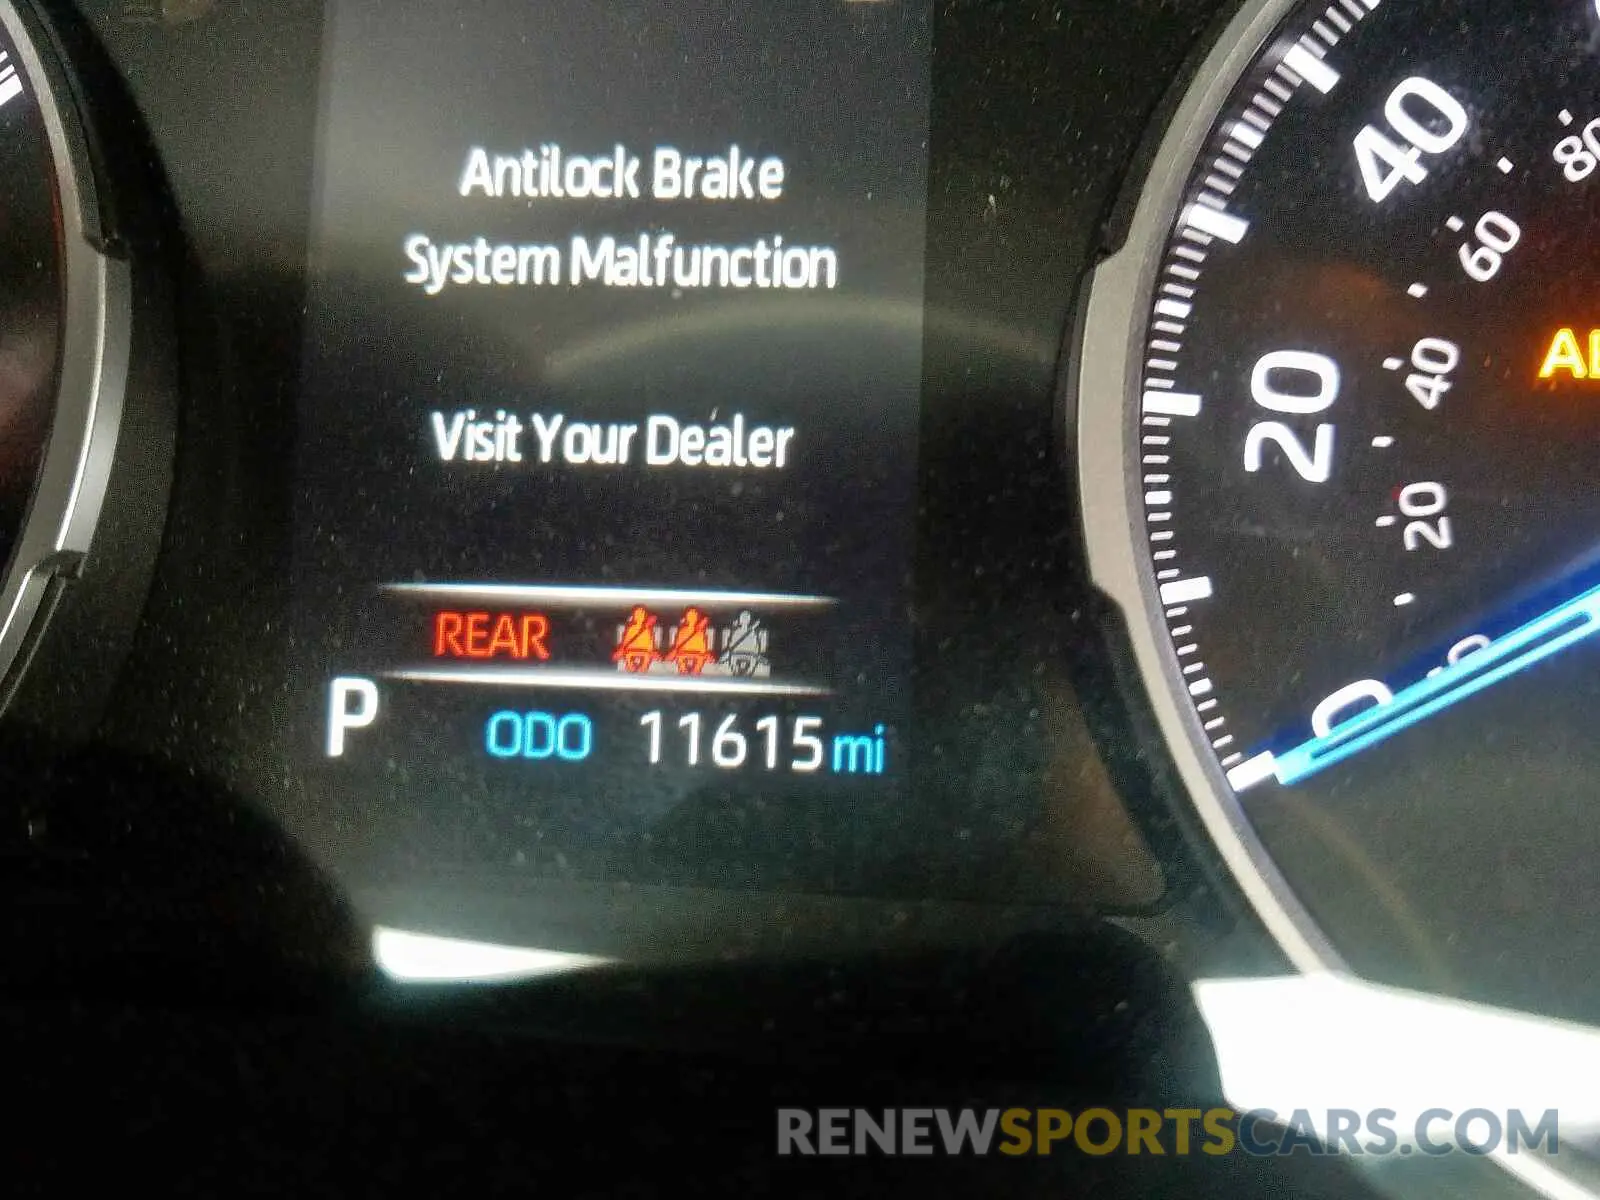 Antilock Brake
System Malfunction
Visit Your Dealer
REAR
P ODO 11615 mi
40
80
60
40
20
20
0
RENEWSPORTSCARS.COM